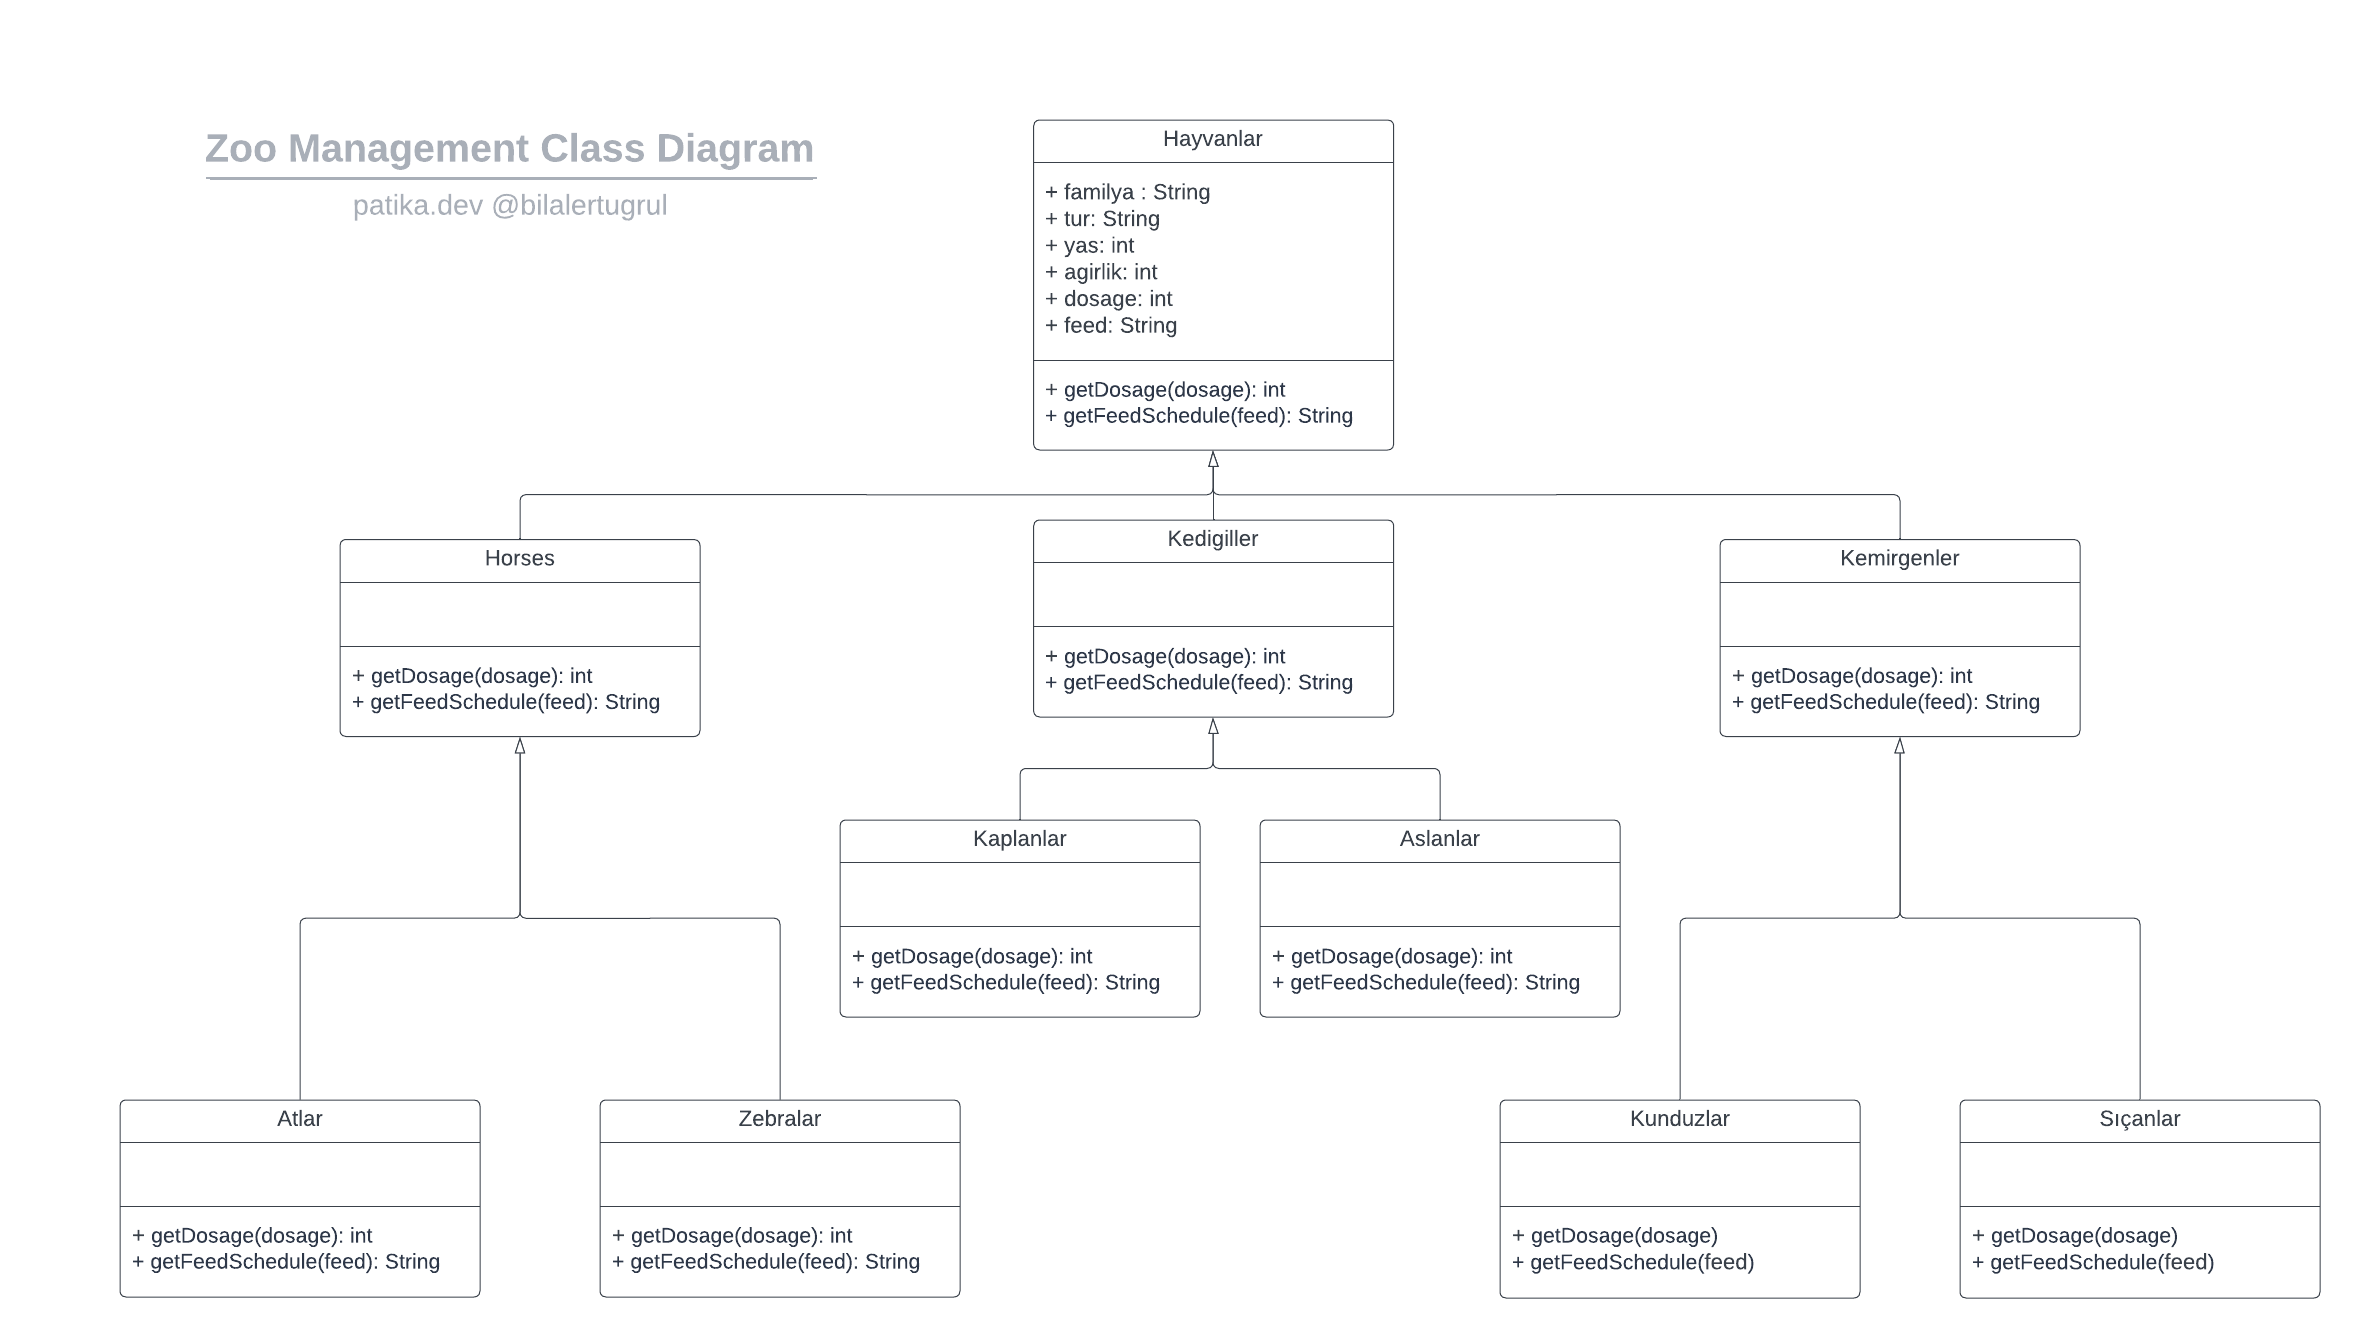 Zoo Management Class Diagram
patika.dev @bilalertugrul
Hayvanlar
+ familya : String
+ tur: String
+ yas: int
+ agirlik: int
+ dosage: int
+ feed: String
+ getDosage(dosage): int
+ getFeedSchedule(feed): String
Horses
+ getDosage(dosage): int
+ getFeedSchedule(feed): String
Kedigiller
+ getDosage(dosage): int
+ getFeedSchedule(feed): String
Kemirgenler
+ getDosage(dosage): int
+ getFeedSchedule(feed): String
Kaplanlar
+ getDosage(dosage): int
+ getFeedSchedule(feed): String
Aslanlar
+ getDosage(dosage): int
+ getFeedSchedule(feed): String
Atlar
+ getDosage(dosage): int
+ getFeedSchedule(feed): String
Zebralar
+ getDosage(dosage): int
+ getFeedSchedule(feed): String
Kunduzlar
+ getDosage(dosage)
+ getFeedSchedule(feed)
Sıçanlar
+ getDosage(dosage)
+ getFeedSchedule(feed)